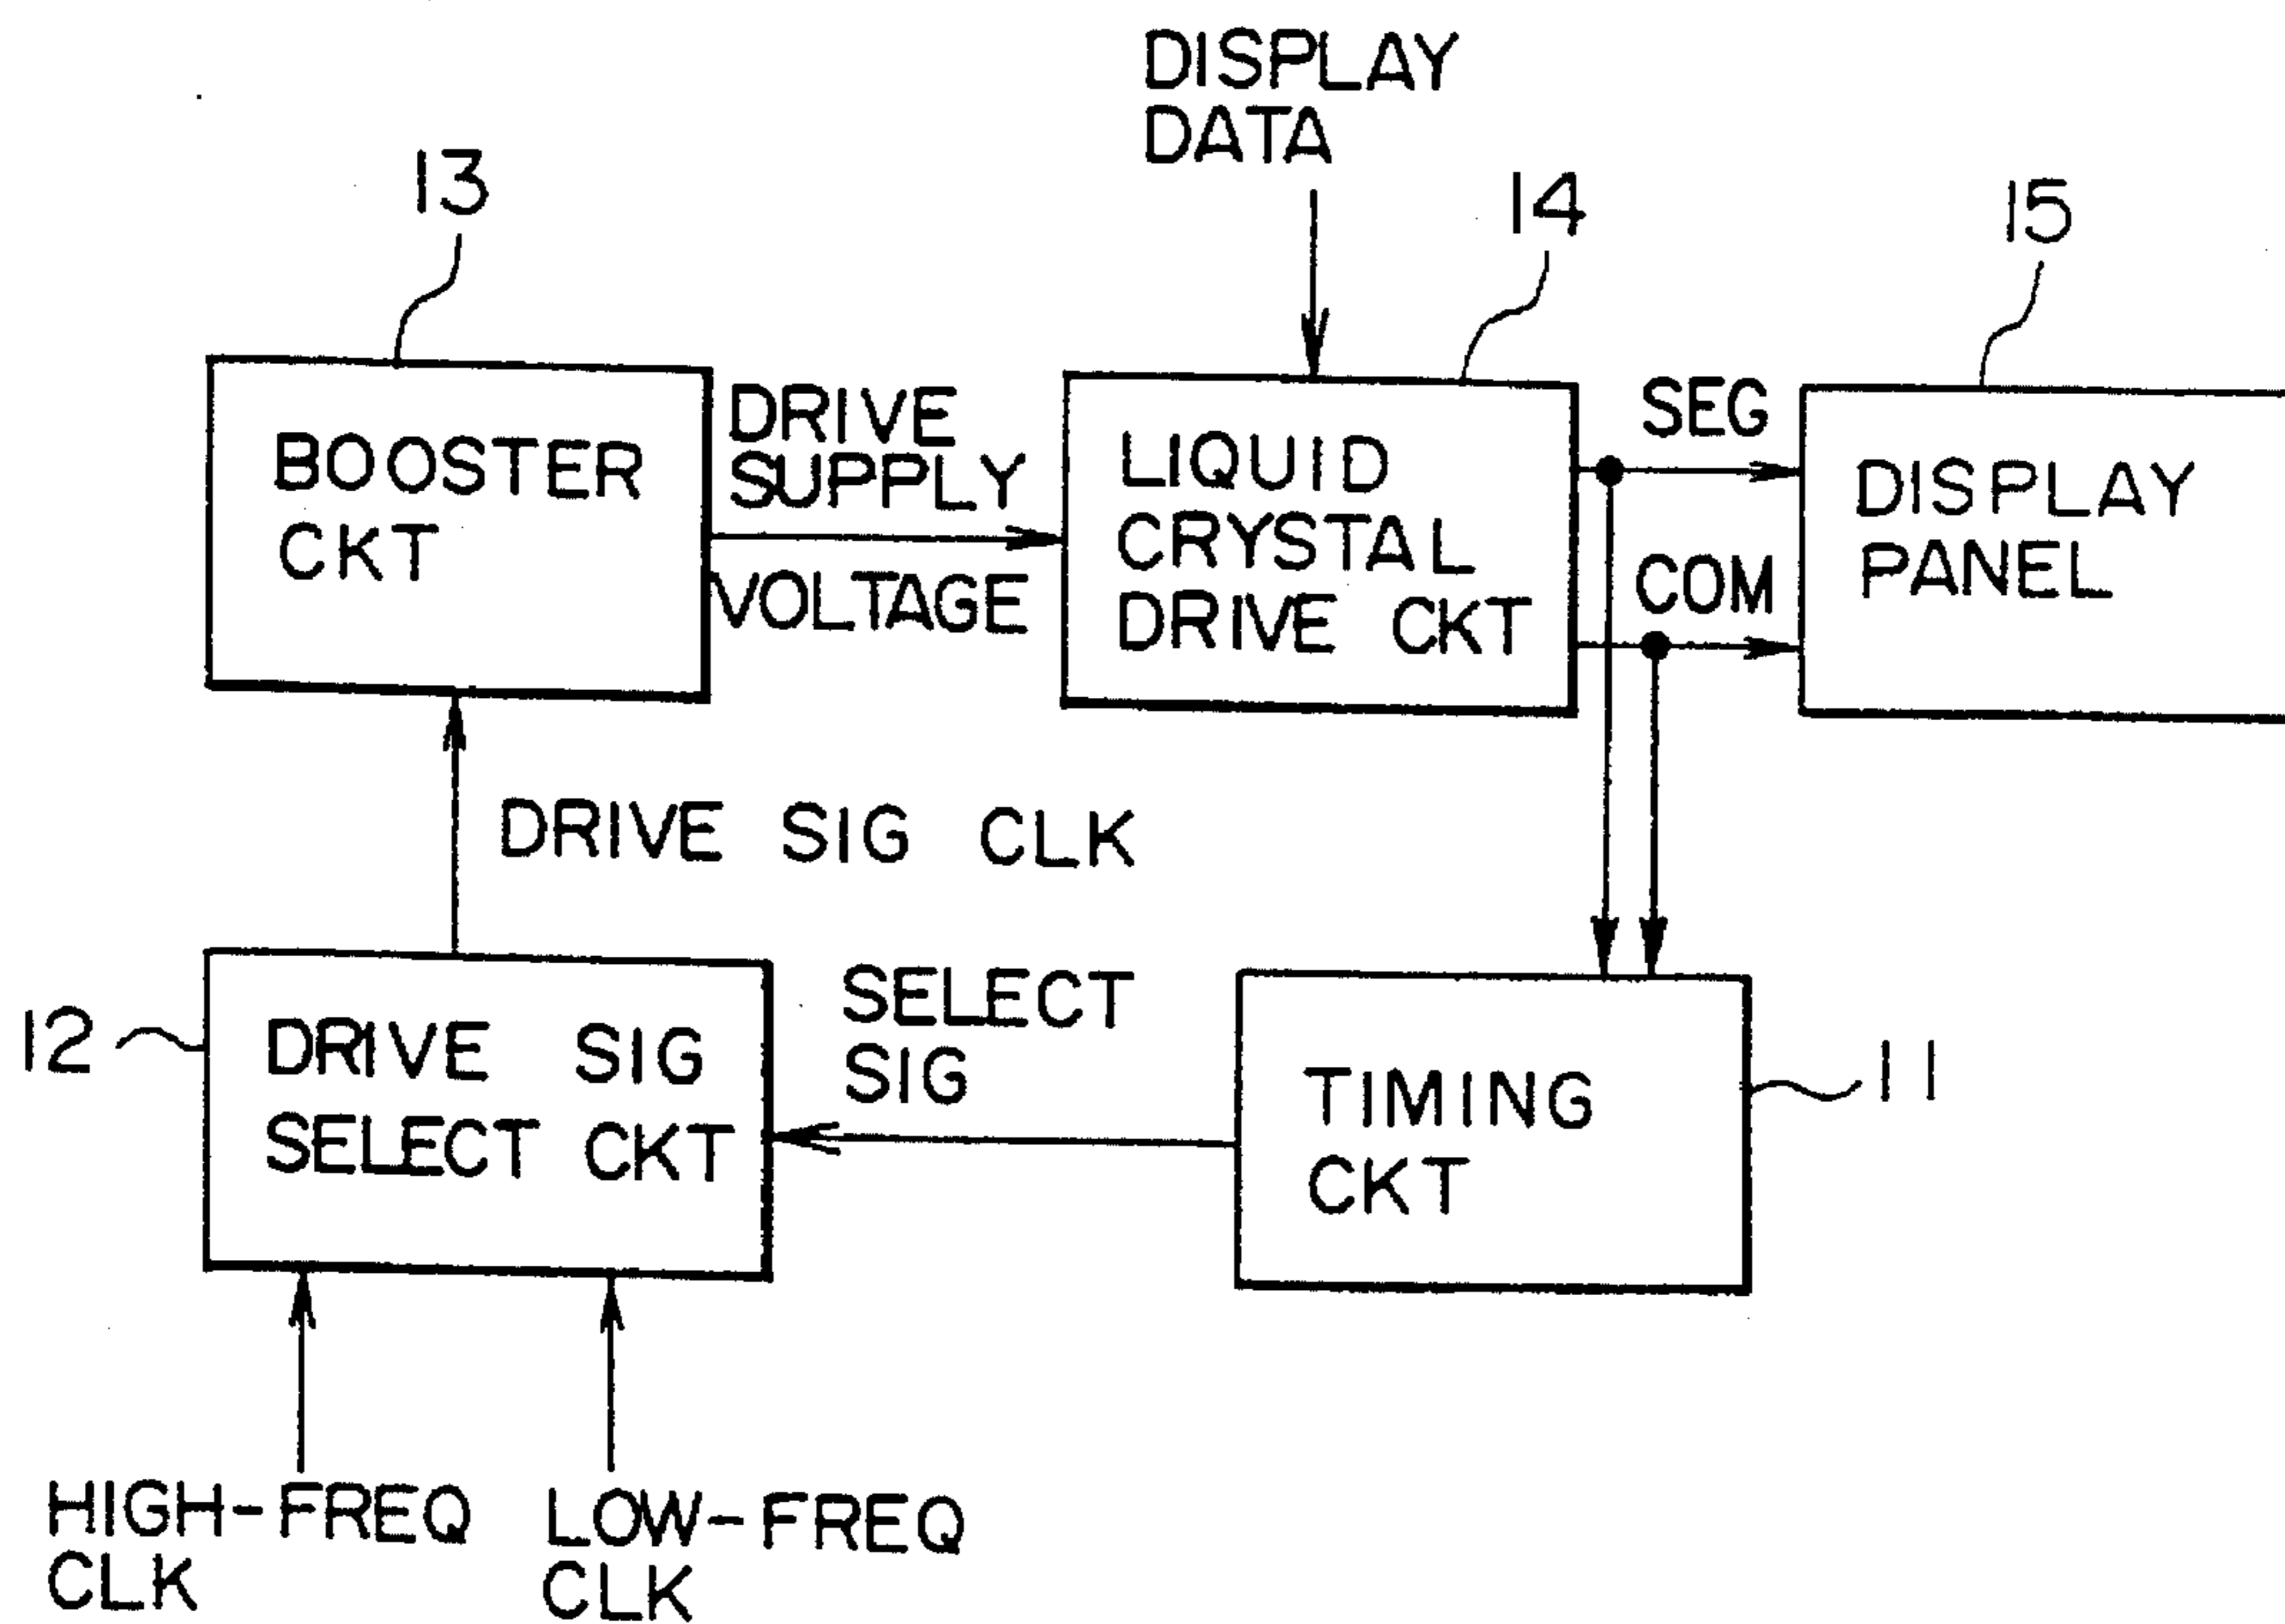 DISPLAY
DATA
13
14
15
BOOSTER
CKT
DRIVE
SUPPLY
VOLTAGE
LIQUID
CRYSTAL
DRIVE CKT
SEG
COM
DISPLAY
PANEL
DRIVE SIG CLK
12
DRIVE SIG
SELECT CKT
SELECT
SIG
TIMING
CKT
11
HIGH-FREQ
CLK
LOW-FREQ
CLK